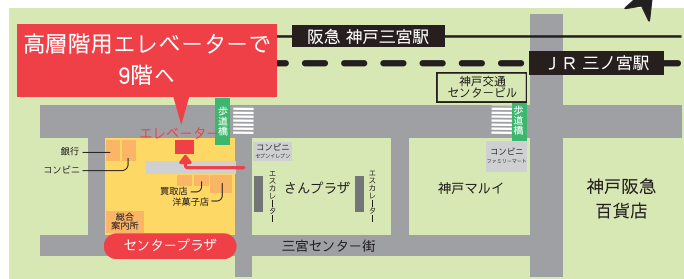 高層階用エレベーターで
9階へ
阪急 神戸三宮駅
ＪＲ 三ノ宮駅
神戸交通
センタービル
歩道橋
歩道橋
エレベーター
銀行
コンビニ
コンビニ
セブンイレブン
コンビニ
ファミリーマート
買取店
洋菓子店
エスカレーター
さんプラザ
エスカレーター
神戸マルイ
神戸阪急
百貨店
総合
案内所
センタープラザ
三宮センター街